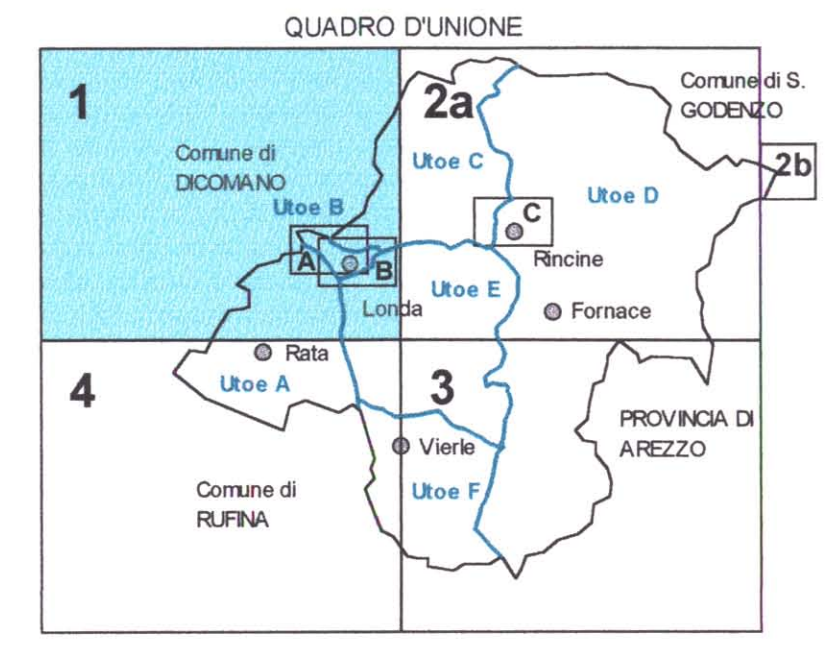 QUADRO D'UNIONE
1
2a
Comune di S.
GODENZO
Comune di
DICOMANO
Utoe C
2b
Utoe B
Utoe D
C
A
B
Rincine
Utoe E
Londa
Fornace
Rata
4
Utoe A
3
PROVINCIA DI
AREZZO
Vierle
Comune di
RUFINA
Utoe F